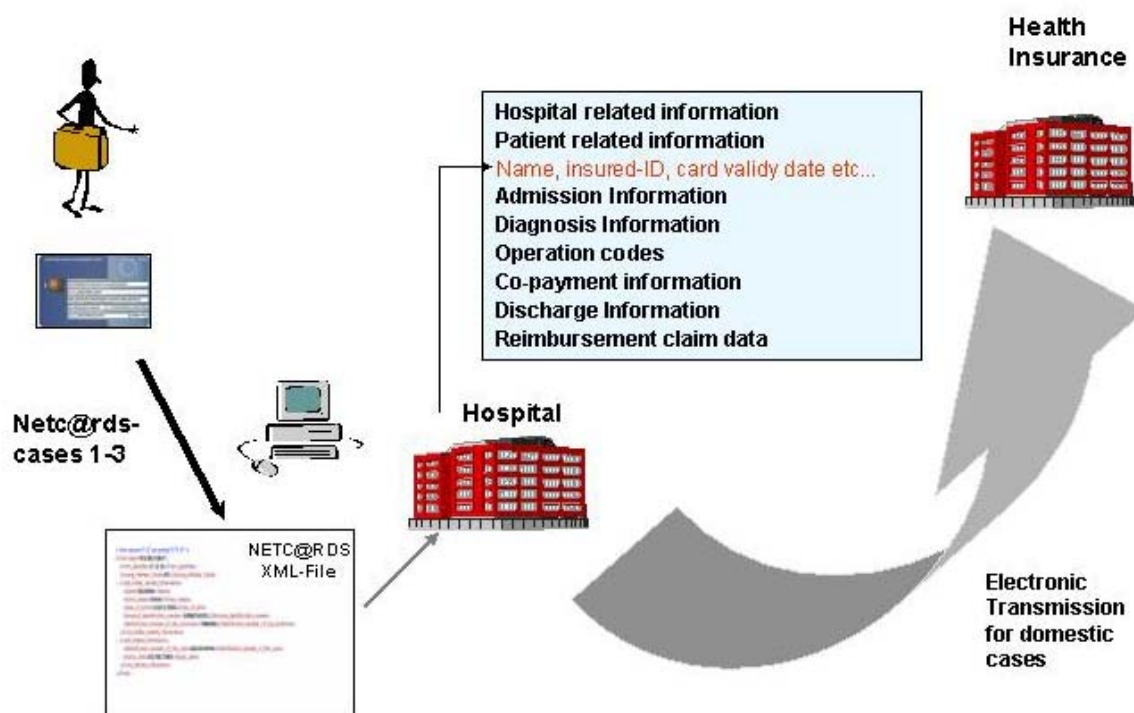 Health
Insurance
Hospital related information
Patient related information
Name, insured-ID, card validy date etc...
Admission Information
Diagnosis Information
Operation codes
Co-payment information
Discharge Information
Reimbursement claim data
Netc@rds-
cases 1-3
Hospital
NETC@RDS
XML-File
Electronic
Transmission
for domestic
cases